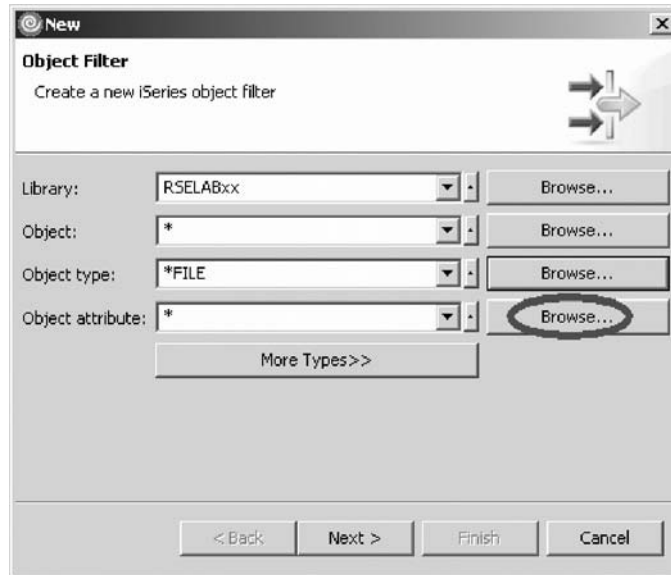 New
Object Filter
Create a new iSeries object filter
Library: RSELABxx Browse...
Object: * Browse...
Object type: *FILE Browse...
Object attribute: * Browse...
More Types>>
< Back Next > Finish Cancel